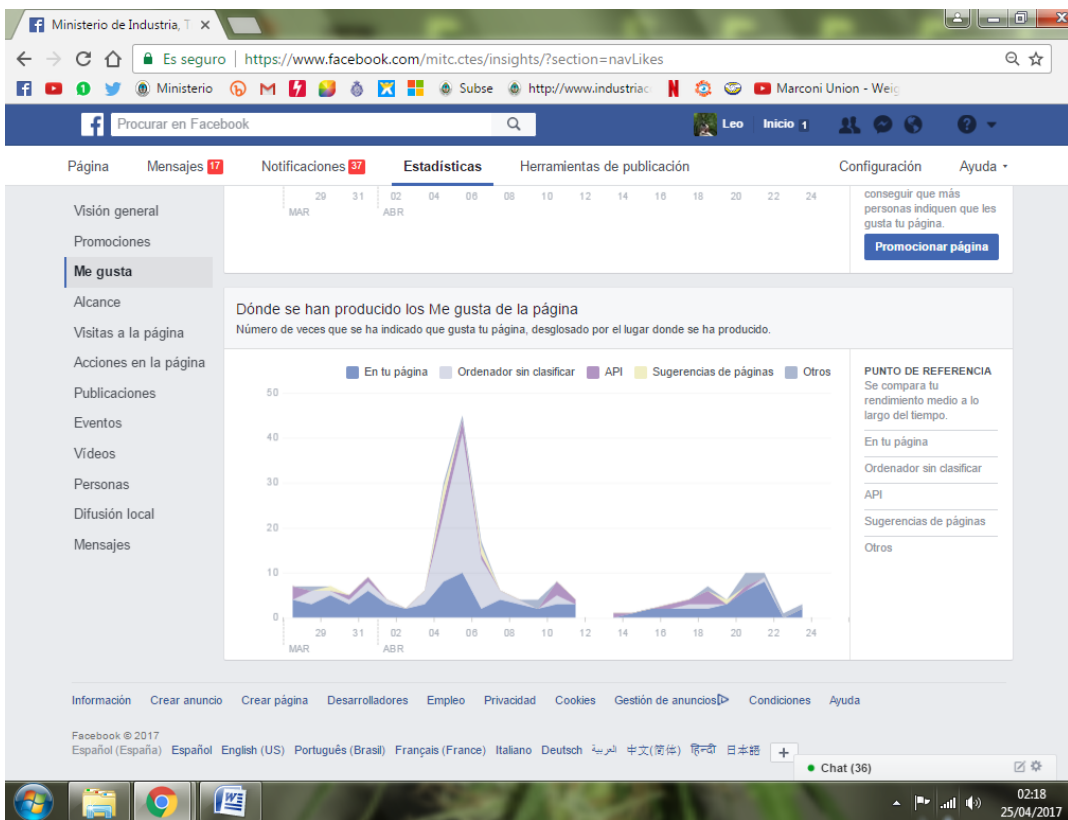 Ministerio de Industria, T
Es seguro https://www.facebook.com/mitc.ctes/insights/?section=navLikes
Ministerio Subse http://www.industriac Marconi Union - Weig
Procurar en Facebook Leo Inicio 1
Página Mensajes 17 Notificaciones 37 Estadísticas Herramientas de publicación Configuración Ayuda
Visión general
Promociones
Me gusta
Alcance
Visitas a la página
Acciones en la página
Publicaciones
Eventos
Vídeos
Personas
Difusión local
Mensajes
29 31 02 04 06 08 10 12 14 16 18 20 22 24
MAR ABR
conseguir que más
personas indiquen que les
gusta tu página.
Promocionar página
Dónde se han producido los Me gusta de la página
Número de veces que se ha indicado que gusta tu página, desglosado por el lugar donde se ha producido.
En tu página Ordenador sin clasificar API Sugerencias de páginas Otros
50
40
30
20
10
0
29 31 02 04 06 08 10 12 14 16 18 20 22 24
MAR ABR
PUNTO DE REFERENCIA
Se compara tu
rendimiento medio a lo
largo del tiempo.
En tu página
Ordenador sin clasificar
API
Sugerencias de páginas
Otros
Información Crear anuncio Crear página Desarrolladores Empleo Privacidad Cookies Gestión de anuncios Condiciones Ayuda
Facebook © 2017
Español (España) Español English (US) Português (Brasil) Français (France) Italiano Deutsch العربية 中文(简体) हिन्दी 日本語
Chat (36)
02:18
25/04/2017